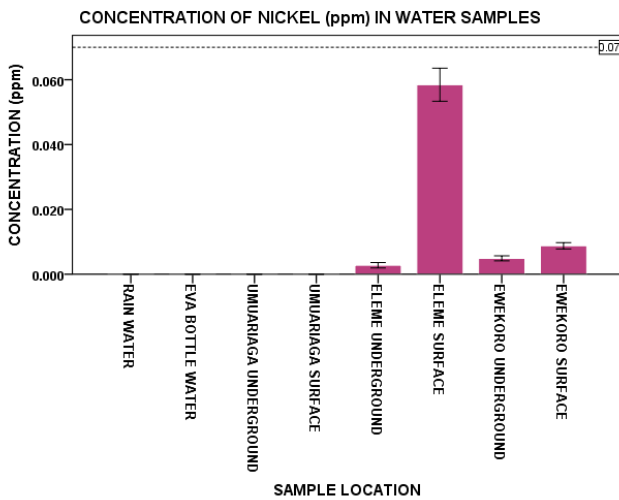 CONCENTRATION OF NICKEL (ppm) IN WATER SAMPLES
CONCENTRATION (ppm)
0.07
0.060
0.040
0.020
0.000
RAIN WATER
EVA BOTTLE WATER
UMUARIAGA UNDERGROUND
UMUARIAGA SURFACE
ELEME UNDERGROUND
ELEME SURFACE
EWEKORO UNDERGROUND
EWEKORO SURFACE
SAMPLE LOCATION